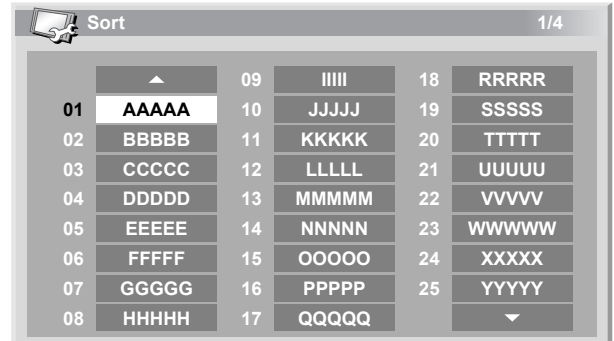 Sort 1/4
01 AAAAA
02 BBBBB
03 CCCCC
04 DDDDD
05 EEEEE
06 FFFFF
07 GGGGG
08 HHHHH
09 IIIII
10 JJJJJ
11 KKKKK
12 LLLLL
13 MMMMM
14 NNNNN
15 OOOOO
16 PPPPP
17 QQQQQ
18 RRRRR
19 SSSSS
20 TTTTT
21 UUUUU
22 VVVVV
23 WWWWW
24 XXXXX
25 YYYYY